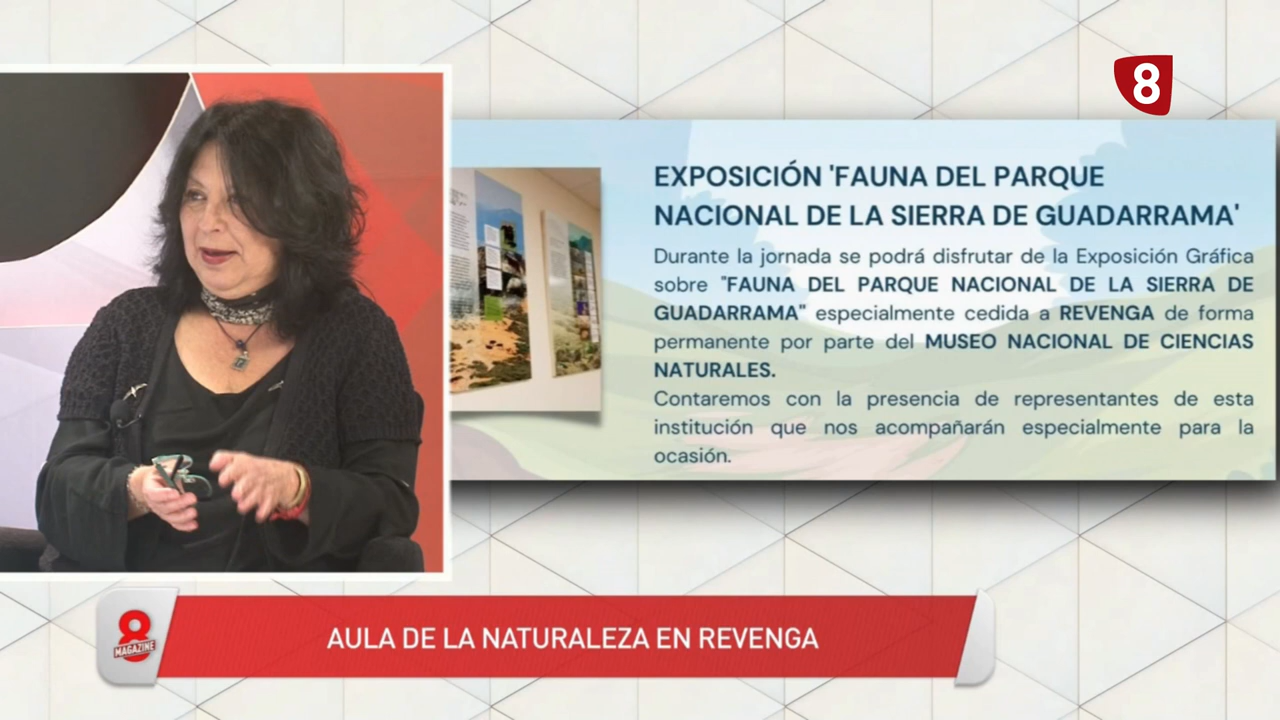 8
EXPOSICIÓN 'FAUNA DEL PARQUE
NACIONAL DE LA SIERRA DE GUADARRAMA'
Durante la jornada se podrá disfrutar de la Exposición Gráfica
sobre "FAUNA DEL PARQUE NACIONAL DE LA SIERRA DE
GUADARRAMA" especialmente cedida a REVENGA de forma
permanente por parte del MUSEO NACIONAL DE CIENCIAS
NATURALES.
Contaremos con la presencia de representantes de esta
institución que nos acompañarán especialmente para la
ocasión.
8
MAGAZINE
AULA DE LA NATURALEZA EN REVENGA